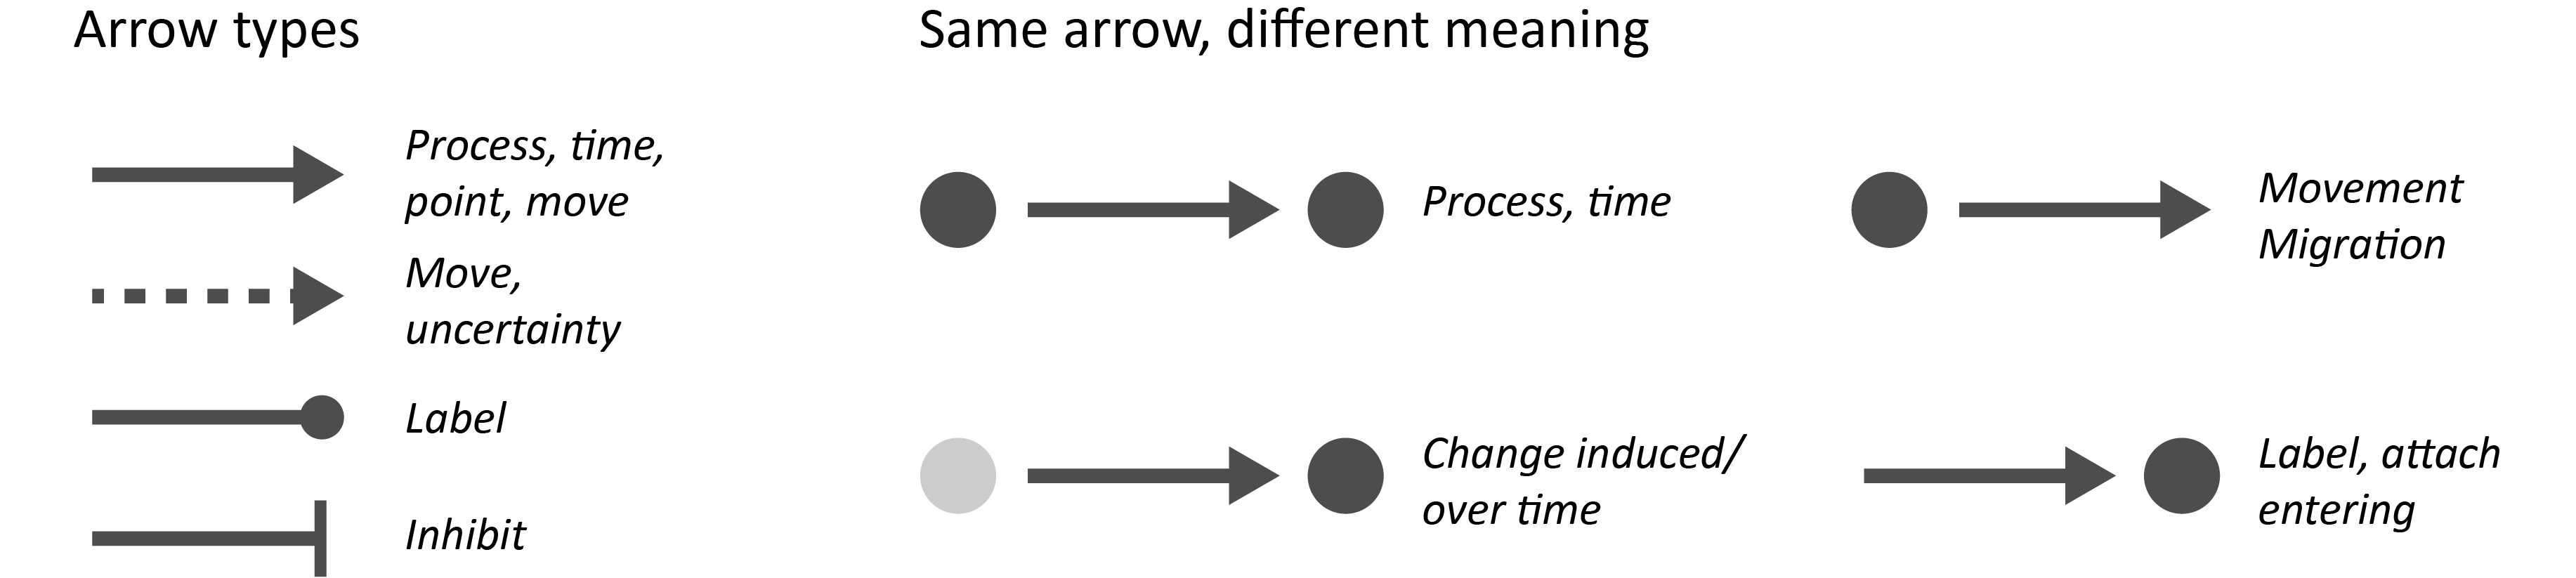 Arrow types
Process, time,
point, move
Move,
uncertainty
Label
Inhibit
Same arrow, different meaning
Process, time
Movement
Migration
Change induced/
over time
Label, attach
entering